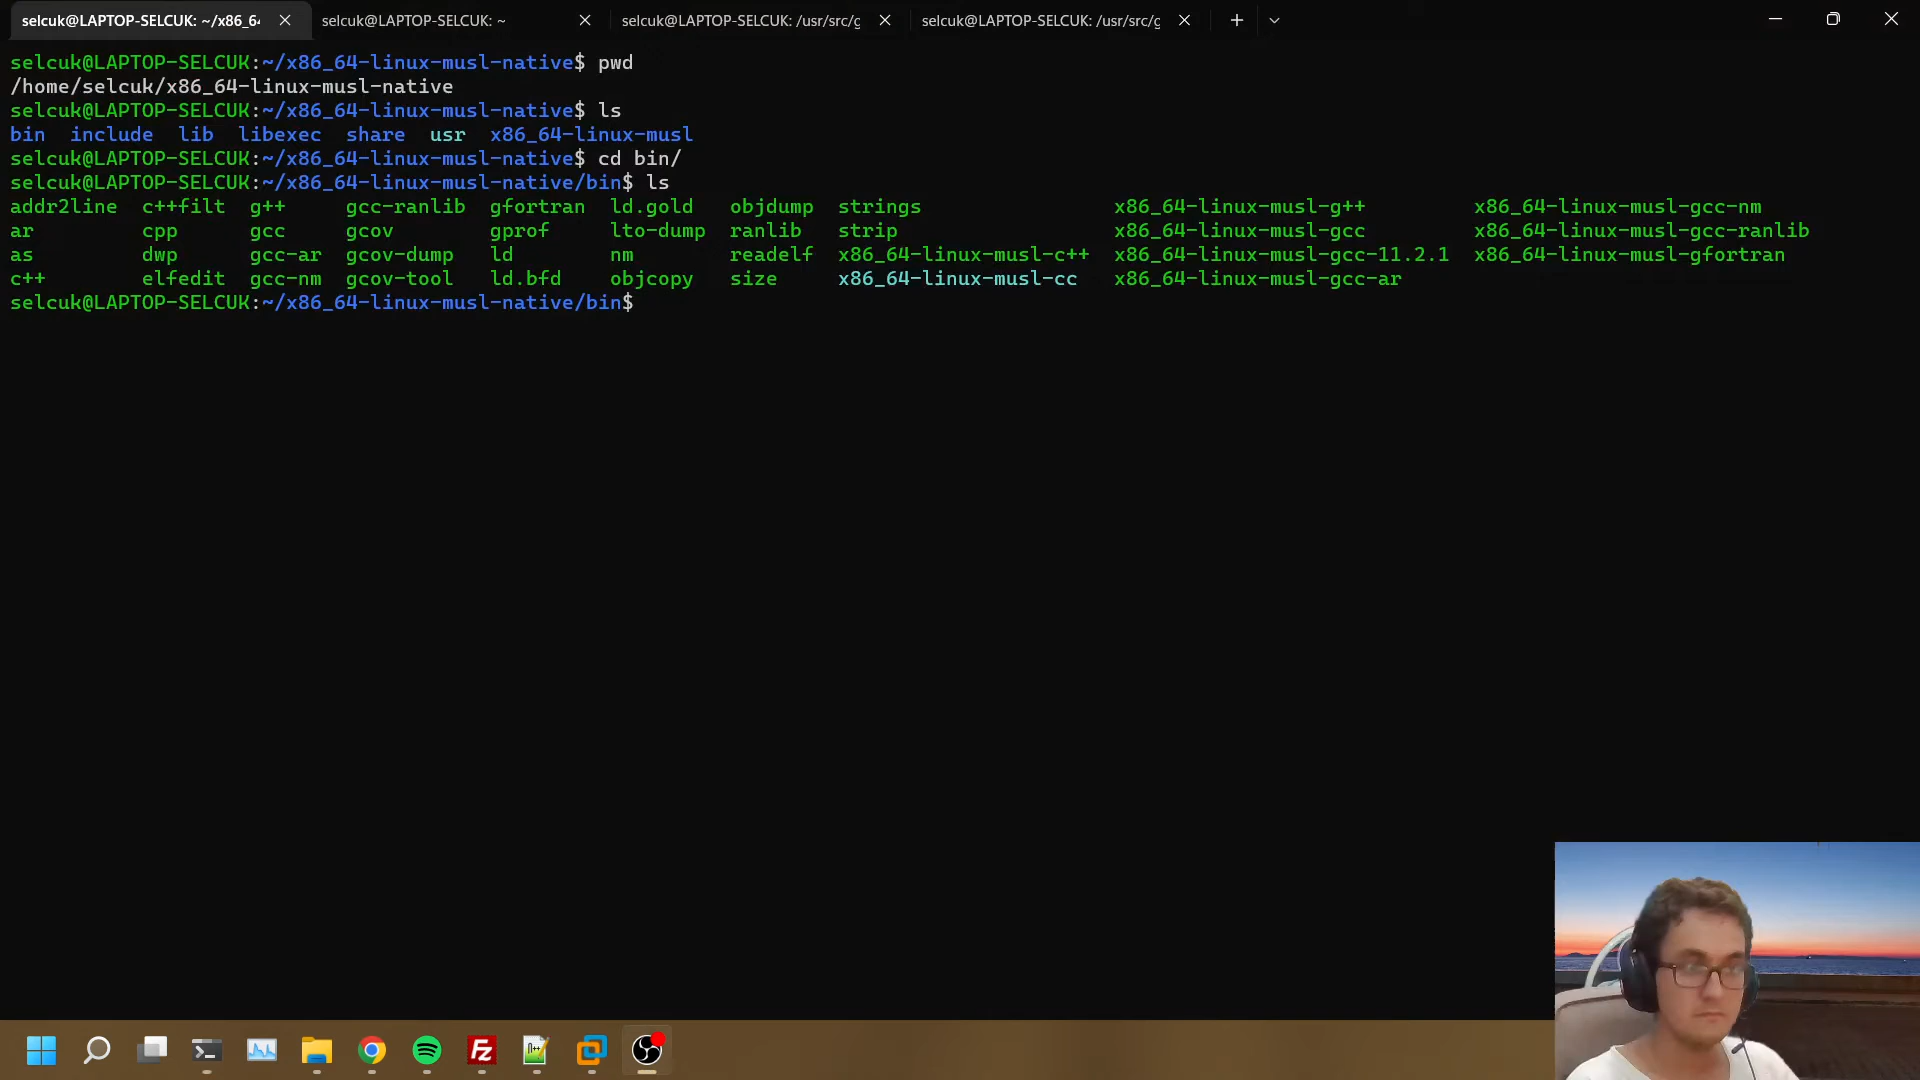 selcuk@LAPTOP-SELCUK: ~/x86_64
selcuk@LAPTOP-SELCUK: ~
selcuk@LAPTOP-SELCUK: /usr/src/g
selcuk@LAPTOP-SELCUK: /usr/src/g
selcuk@LAPTOP-SELCUK:~/x86_64-linux-musl-native$ pwd
/home/selcuk/x86_64-linux-musl-native
selcuk@LAPTOP-SELCUK:~/x86_64-linux-musl-native$ ls
bin include lib libexec share usr x86_64-linux-musl
selcuk@LAPTOP-SELCUK:~/x86_64-linux-musl-native$ cd bin/
selcuk@LAPTOP-SELCUK:~/x86_64-linux-musl-native/bin$ ls
addr2line c++filt g++ gcc-ranlib gfortran ld.gold objdump strings x86_64-linux-musl-g++ x86_64-linux-musl-gcc-nm
ar cpp gcc gcov gprof lto-dump ranlib strip x86_64-linux-musl-gcc x86_64-linux-musl-gcc-ranlib
as dwp gcc-ar gcov-dump ld nm readelf x86_64-linux-musl-c++ x86_64-linux-musl-gcc-11.2.1 x86_64-linux-musl-gfortran
c++ elfedit gcc-nm gcov-tool ld.bfd objcopy size x86_64-linux-musl-cc x86_64-linux-musl-gcc-ar
selcuk@LAPTOP-SELCUK:~/x86_64-linux-musl-native/bin$